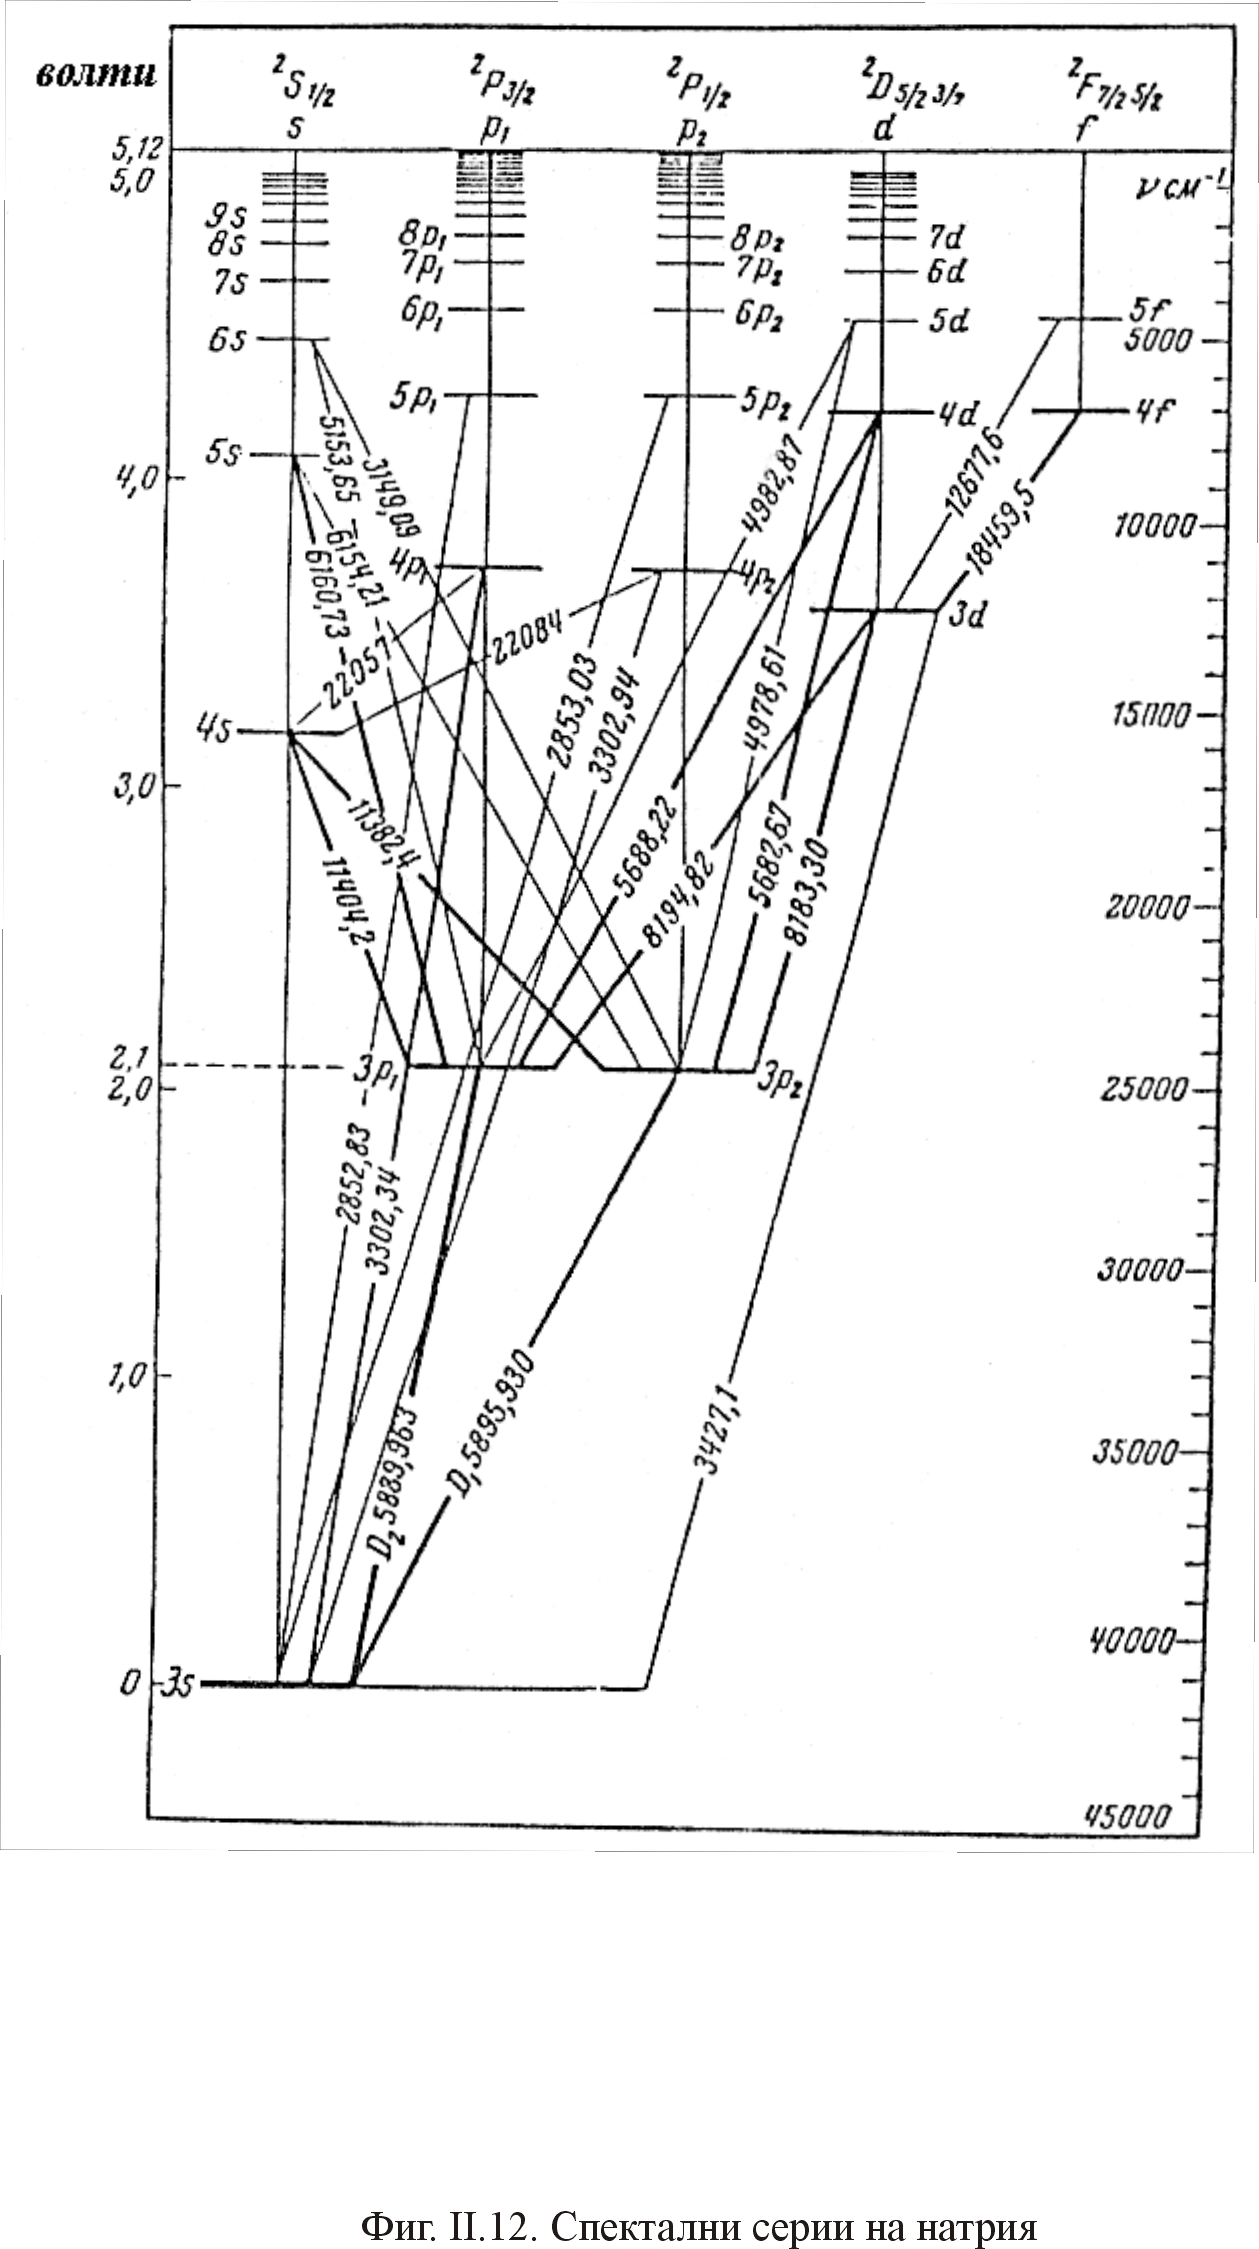 волти
²S₁/₂ ²P₃/₂ ²P₁/₂ ²D₅/₂ ₃/₂ ²F₇/₂ ₅/₂
s p₁ p₂ d f
5,12
5,0
ν см⁻¹
9s
8s 8p₁ 8p₂ 7d
7s 7p₁ 7p₂ 6d
6p₁ 6p₂ 5d 5f
6s 5000
5p₁ 5p₂ 4d 4f
5s
4,0
5153,65
3149,09
6154,21
6160,73
4982,87
12677,6
18459,5
10000
4p₁ 4p₂
3d
22057
22084
4s
2853,03
3302,94
4978,61
15000
3,0
11382,4
11404,2
5688,22
8194,82
5682,67
8183,30
20000
2,1
3p₁ 3p₂
2,0
25000
2852,83
3302,34
30000
1,0
D₂ 5889,963
D, 5895,930
3427,1
35000
40000
0 3s
45000
Фиг. II.12. Спектални серии на натрия